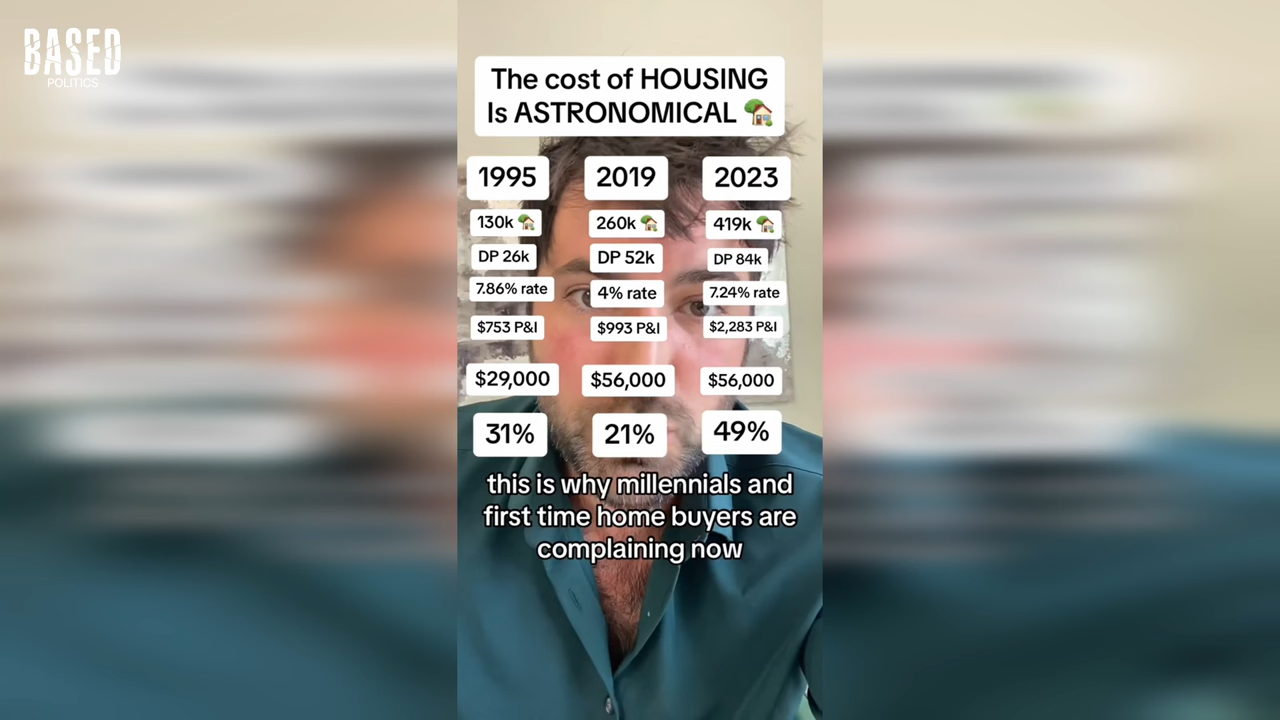 BASED
POLITICS
The cost of HOUSING
Is ASTRONOMICAL 🏡
1995 2019 2023
130k 🏡 260k 🏡 419k 🏡
DP 26k DP 52k DP 84k
7.86% rate 4% rate 7.24% rate
$753 P&I $993 P&I $2,283 P&I
$29,000 $56,000 $56,000
31% 21% 49%
this is why millennials and
first time home buyers are
complaining now